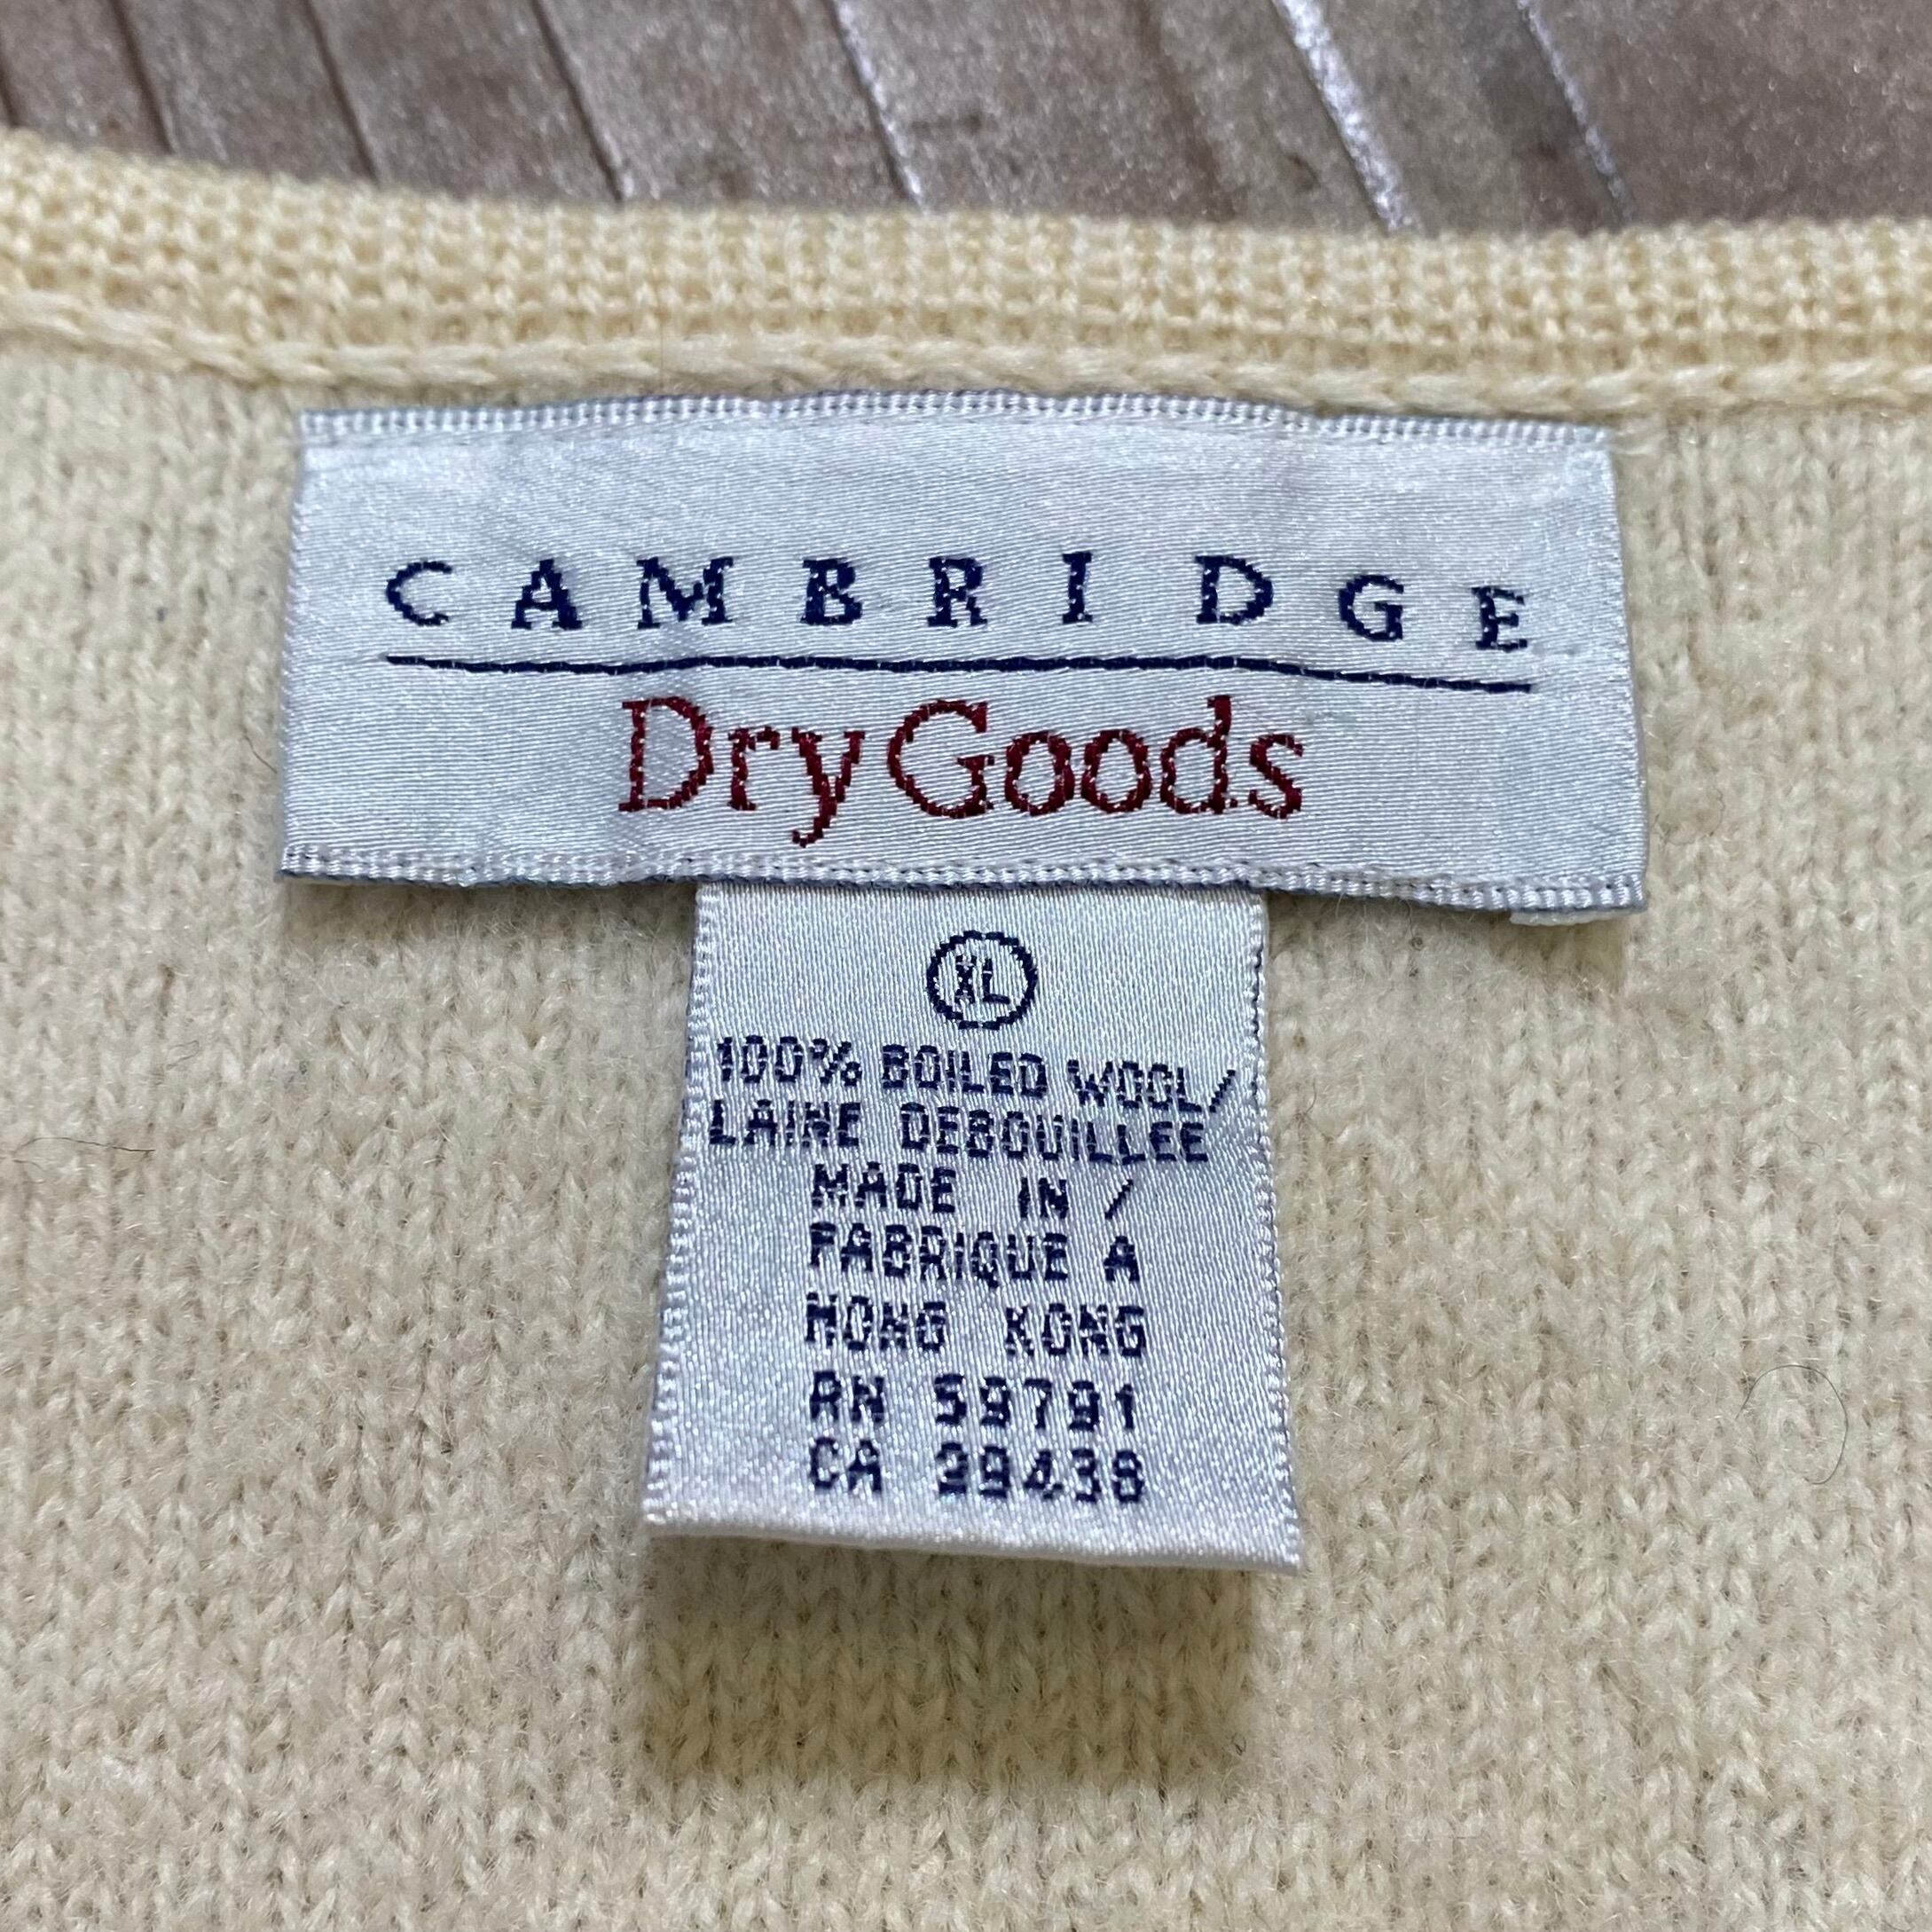 CAMBRIDGE
Dry Goods
XL
100% BOILED WOOL/
LAINE DEBOUILLEE
MADE IN /
FABRIQUE A
HONG KONG
RN 59791
CA 29438